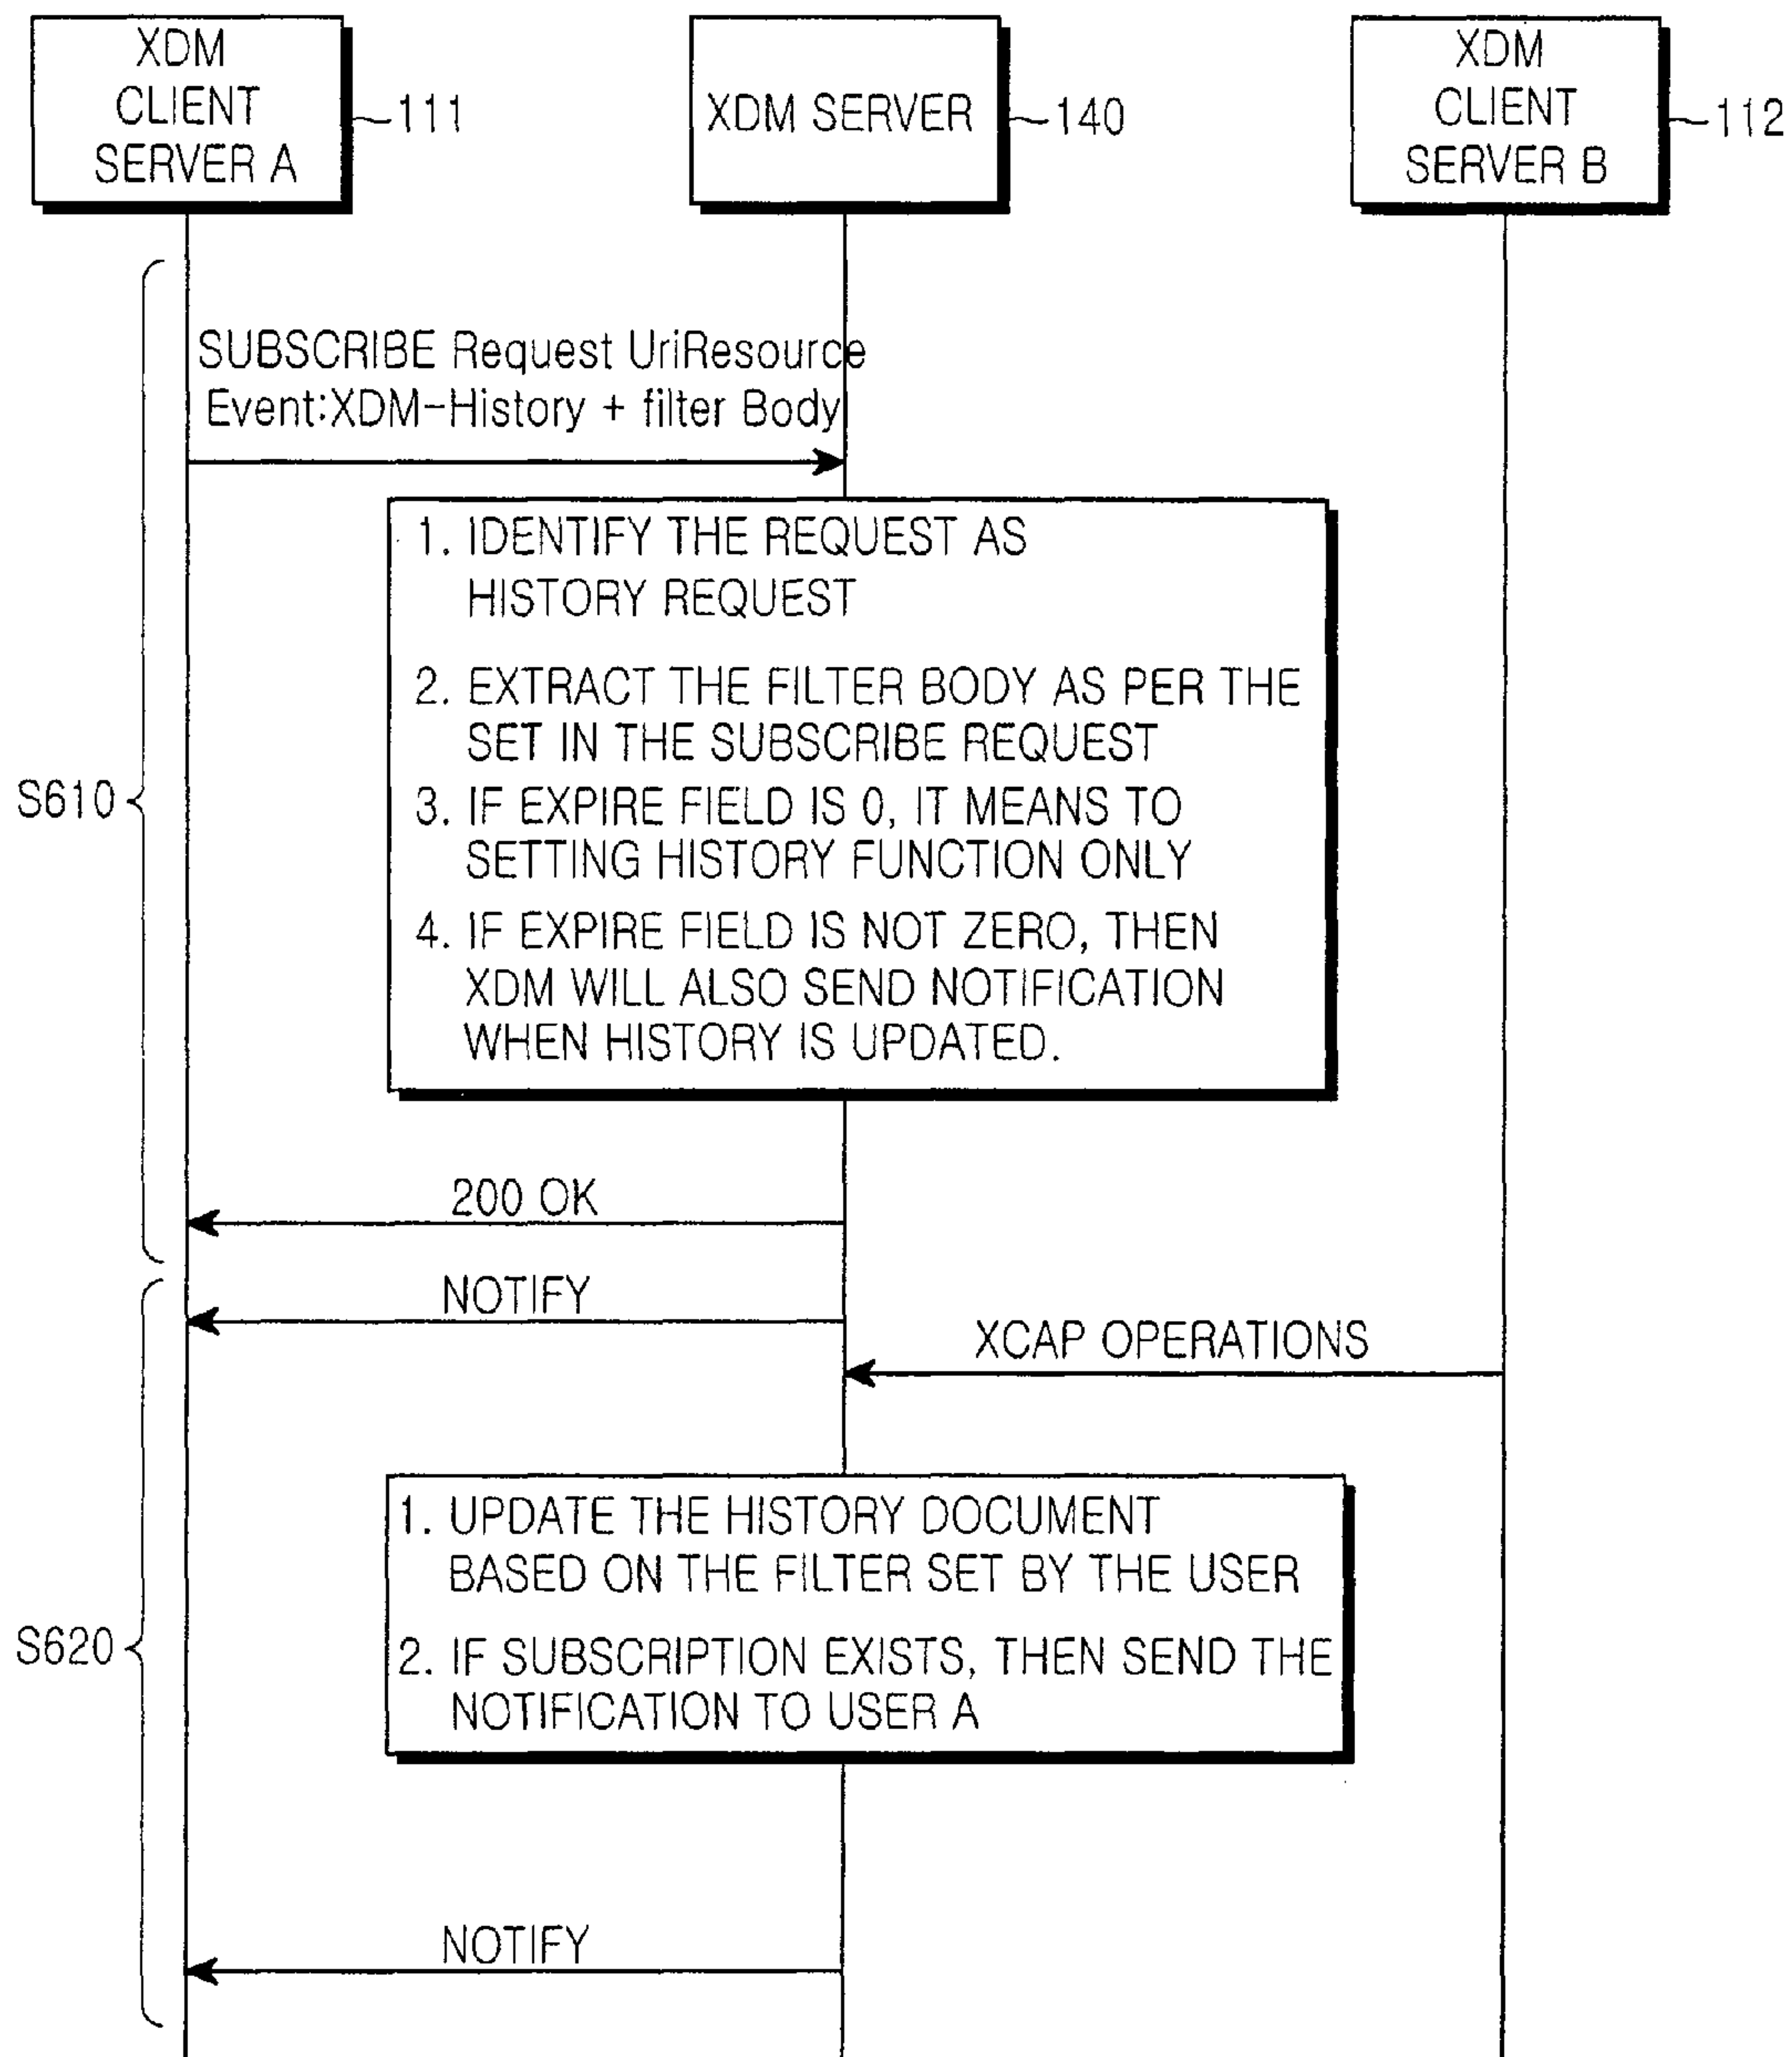 XDM
CLIENT
SERVER A
111
XDM SERVER
140
XDM
CLIENT
SERVER B
112
SUBSCRIBE Request UriResource
Event:XDM-History + filter Body
1. IDENTIFY THE REQUEST AS
HISTORY REQUEST
2. EXTRACT THE FILTER BODY AS PER THE
SET IN THE SUBSCRIBE REQUEST
3. IF EXPIRE FIELD IS 0, IT MEANS TO
SETTING HISTORY FUNCTION ONLY
4. IF EXPIRE FIELD IS NOT ZERO, THEN
XDM WILL ALSO SEND NOTIFICATION
WHEN HISTORY IS UPDATED.
S610
200 OK
NOTIFY
XCAP OPERATIONS
1. UPDATE THE HISTORY DOCUMENT
BASED ON THE FILTER SET BY THE USER
2. IF SUBSCRIPTION EXISTS, THEN SEND THE
NOTIFICATION TO USER A
S620
NOTIFY